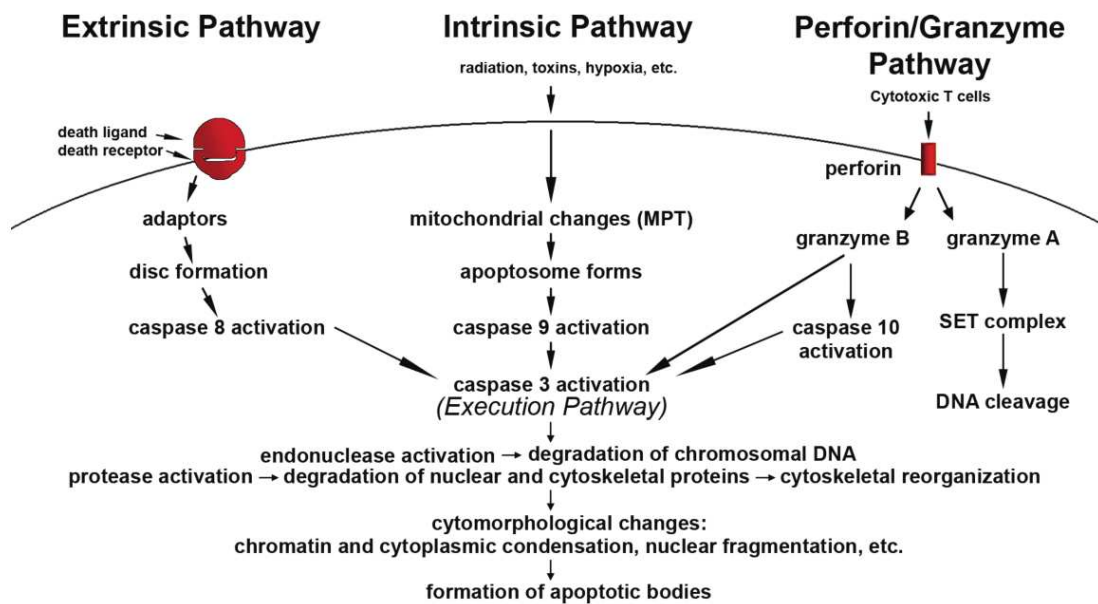 Extrinsic Pathway
Intrinsic Pathway
Perforin/Granzyme
Pathway
radiation, toxins, hypoxia, etc.
Cytotoxic T cells
death ligand
death receptor
perforin
adaptors
mitochondrial changes (MPT)
granzyme B
granzyme A
disc formation
apoptosome forms
caspase 8 activation
caspase 9 activation
caspase 10
activation
SET complex
caspase 3 activation
(Execution Pathway)
DNA cleavage
endonuclease activation → degradation of chromosomal DNA
protease activation → degradation of nuclear and cytoskeletal proteins → cytoskeletal reorganization
cytomorphological changes:
chromatin and cytoplasmic condensation, nuclear fragmentation, etc.
formation of apoptotic bodies